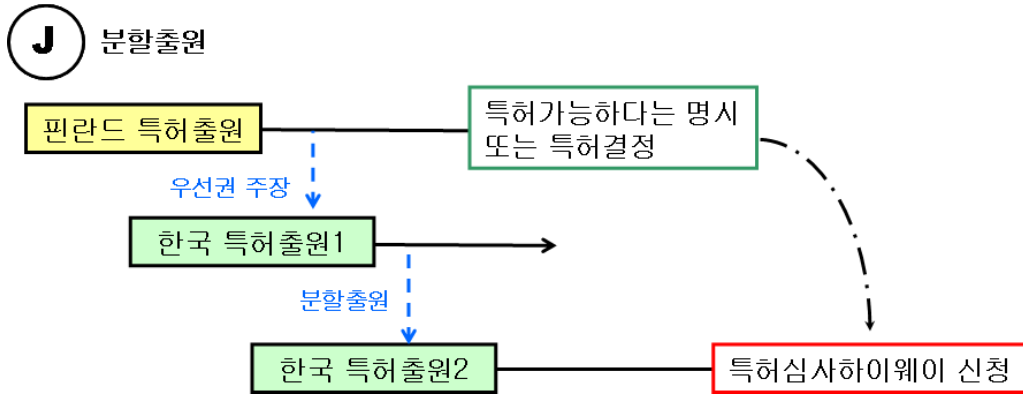 J 분할출원
핀란드 특허출원
특허가능하다는 명시
또는 특허결정
우선권 주장
한국 특허출원1
분할출원
한국 특허출원2
특허심사하이웨이 신청